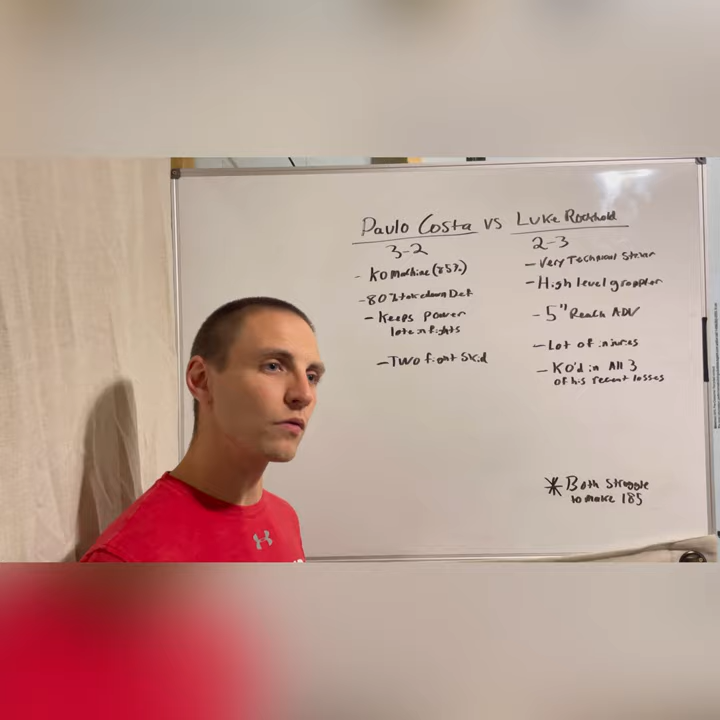 Paulo Costa vs Luke Rockhold
3-2
- KO Machine (85%)
- 80% takedown Def
- Keeps Power
late in fights
- Two fight Skid
2-3
- Very Technical Striker
- High level grappler
- 5" Reach ADV
- Lot of injuries
- KO'd in All 3
of his recent losses
* Both Struggle
to make 185